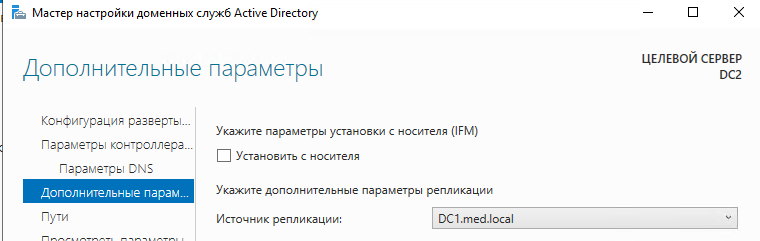 Мастер настройки доменных служб Active Directory
Дополнительные параметры
ЦЕЛЕВОЙ СЕРВЕР
DC2
Конфигурация разверты...
Параметры контроллера...
Параметры DNS
Дополнительные парам...
Пути
Просмотреть параметры
Укажите параметры установки с носителя (IFM)
Установить с носителя
Укажите дополнительные параметры репликации
Источник репликации:
DC1.med.local